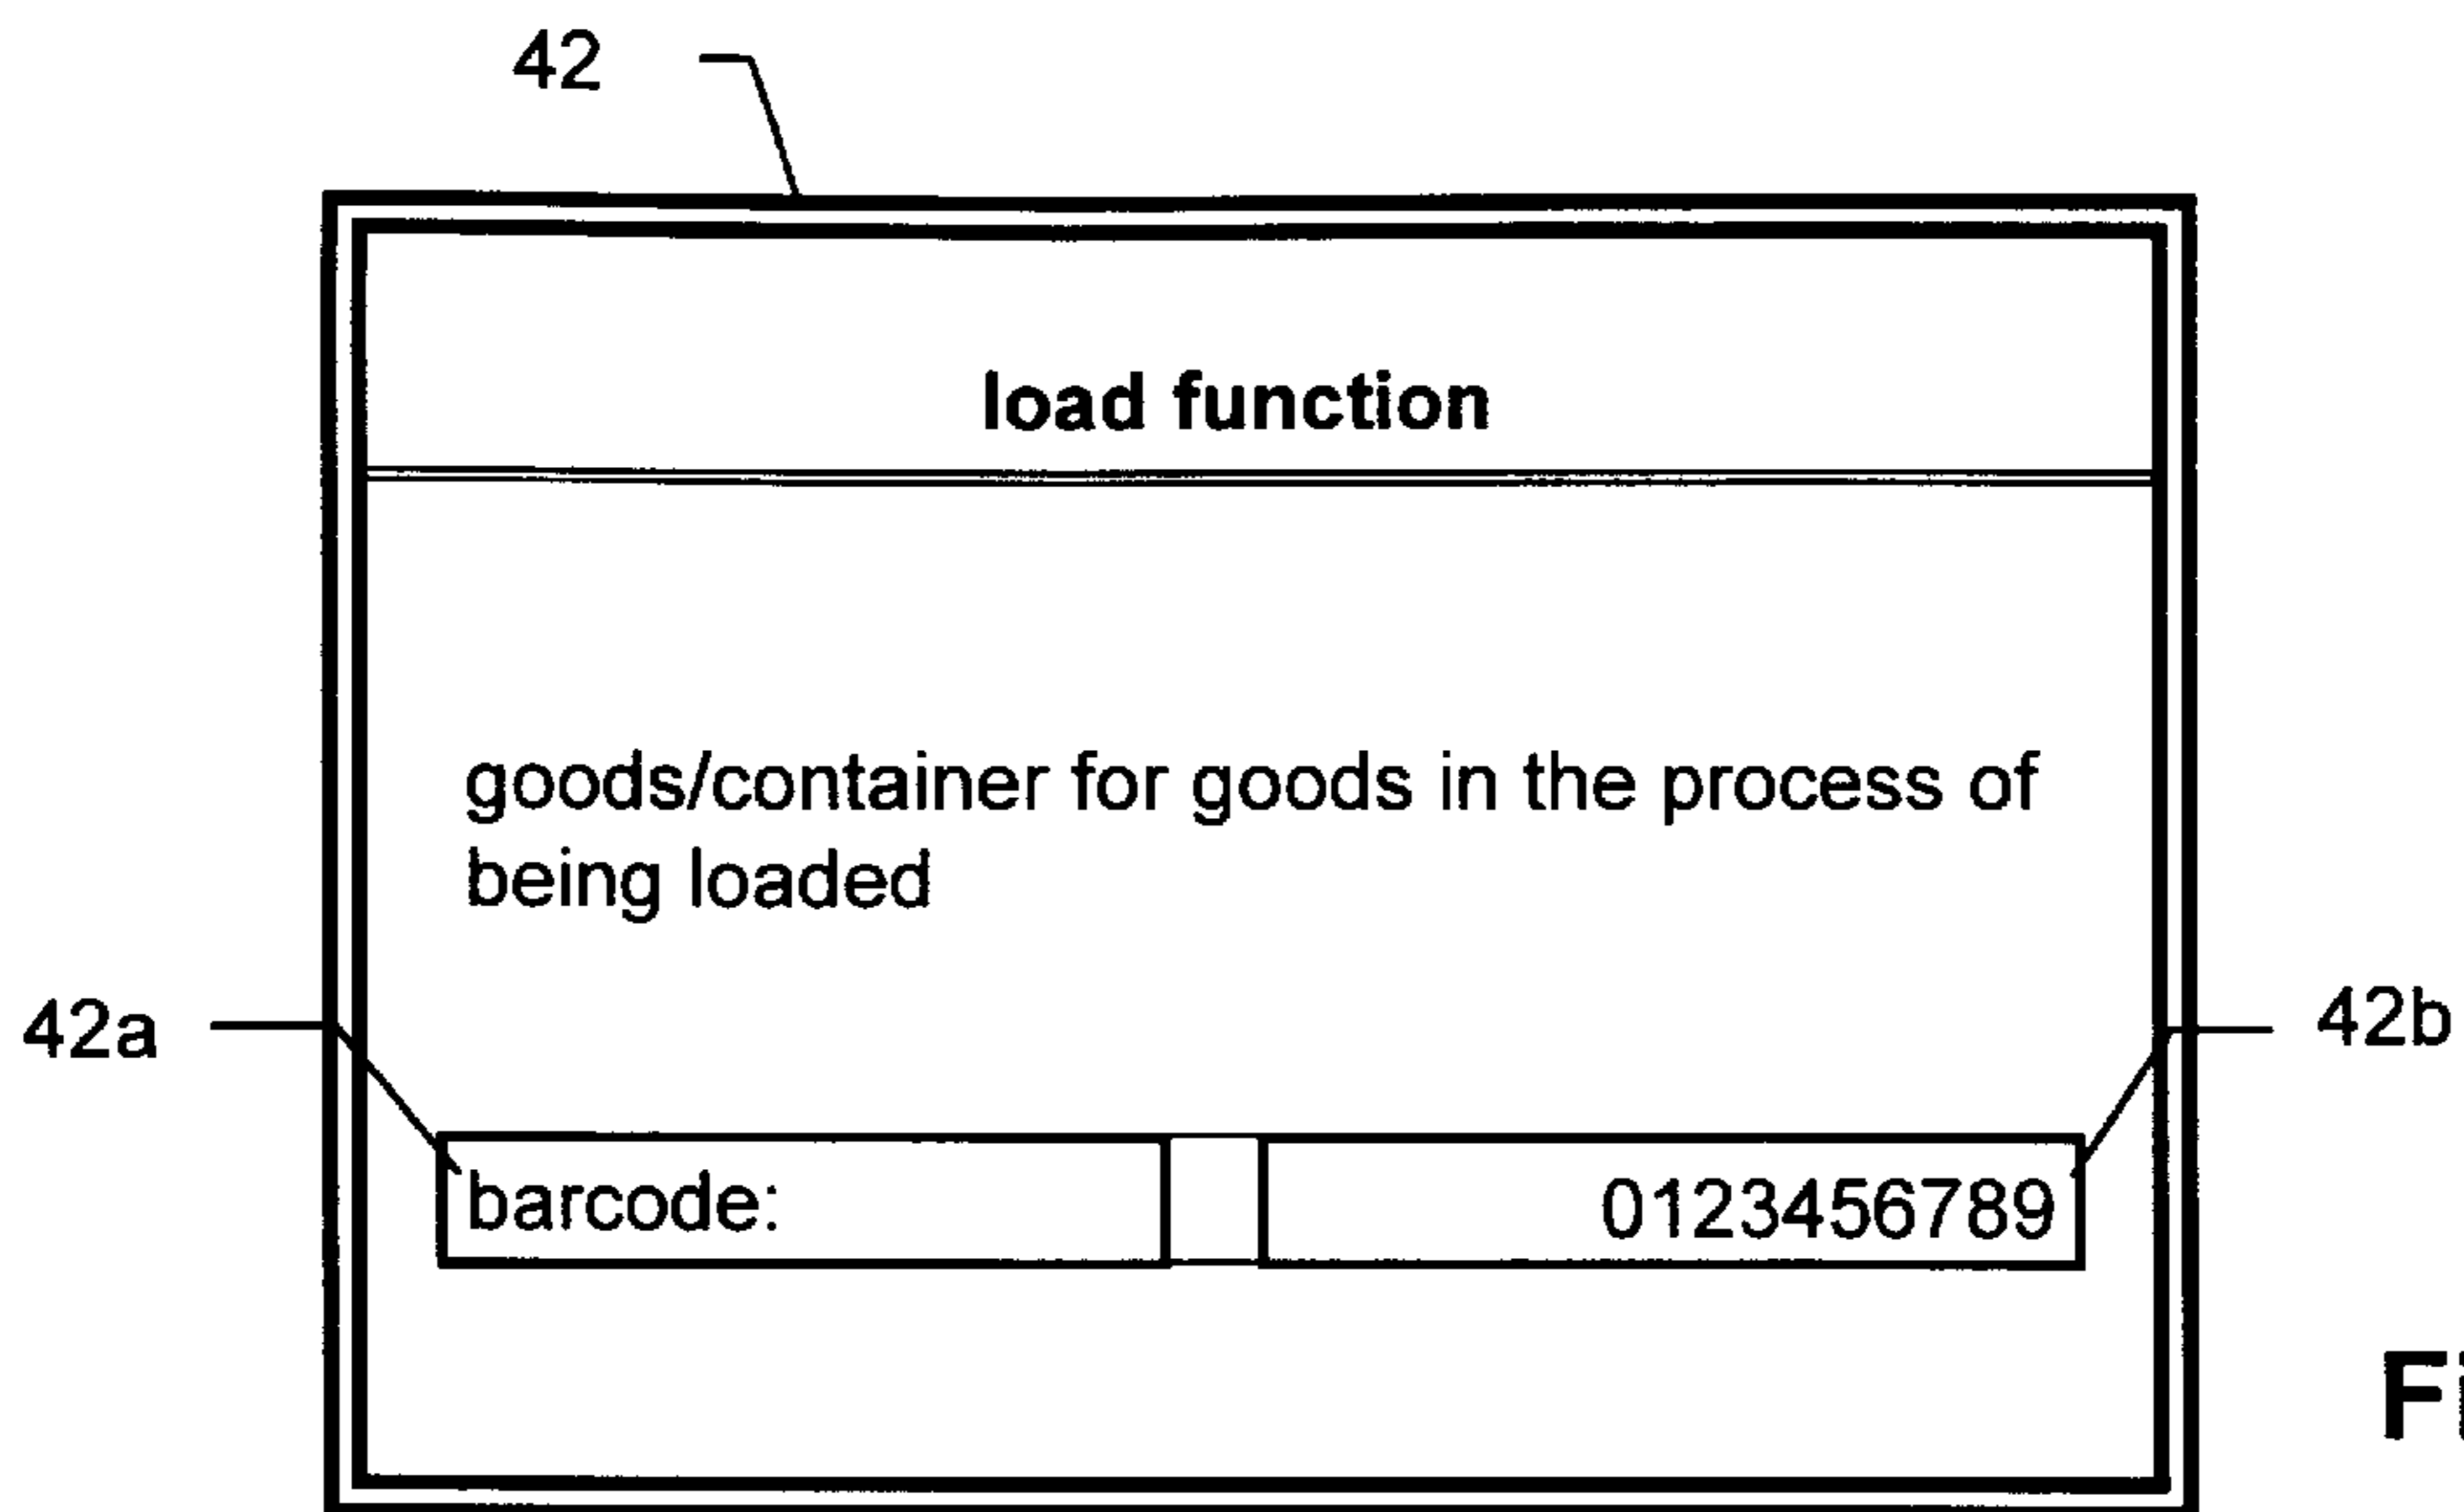 42
load function
goods/container for goods in the process of
being loaded
42a
42b
barcode: 0123456789